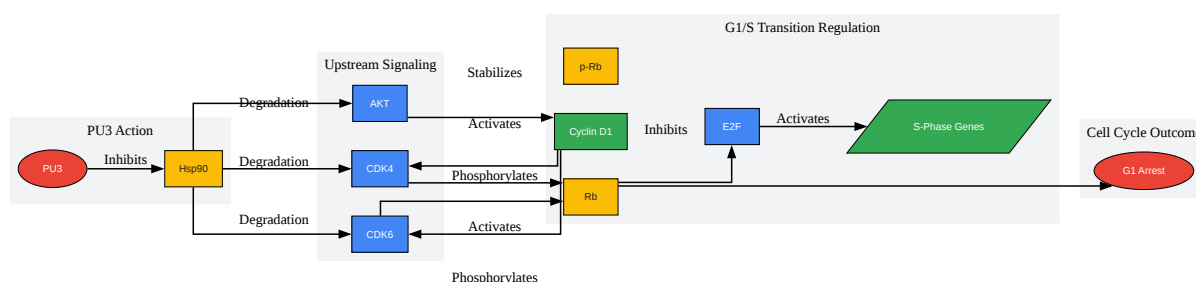 G1/S Transition Regulation
Upstream Signaling
Stabilizes
p-Rb
Degradation
AKT
PU3 Action
Activates
Cyclin D1
Inhibits
E2F
Activates
S-Phase Genes
Cell Cycle Outcom
Inhibits
PU3
Hsp90
Degradation
CDK4
Phosphorylates
Rb
G1 Arrest
Degradation
CDK6
Activates
Phosphorylates